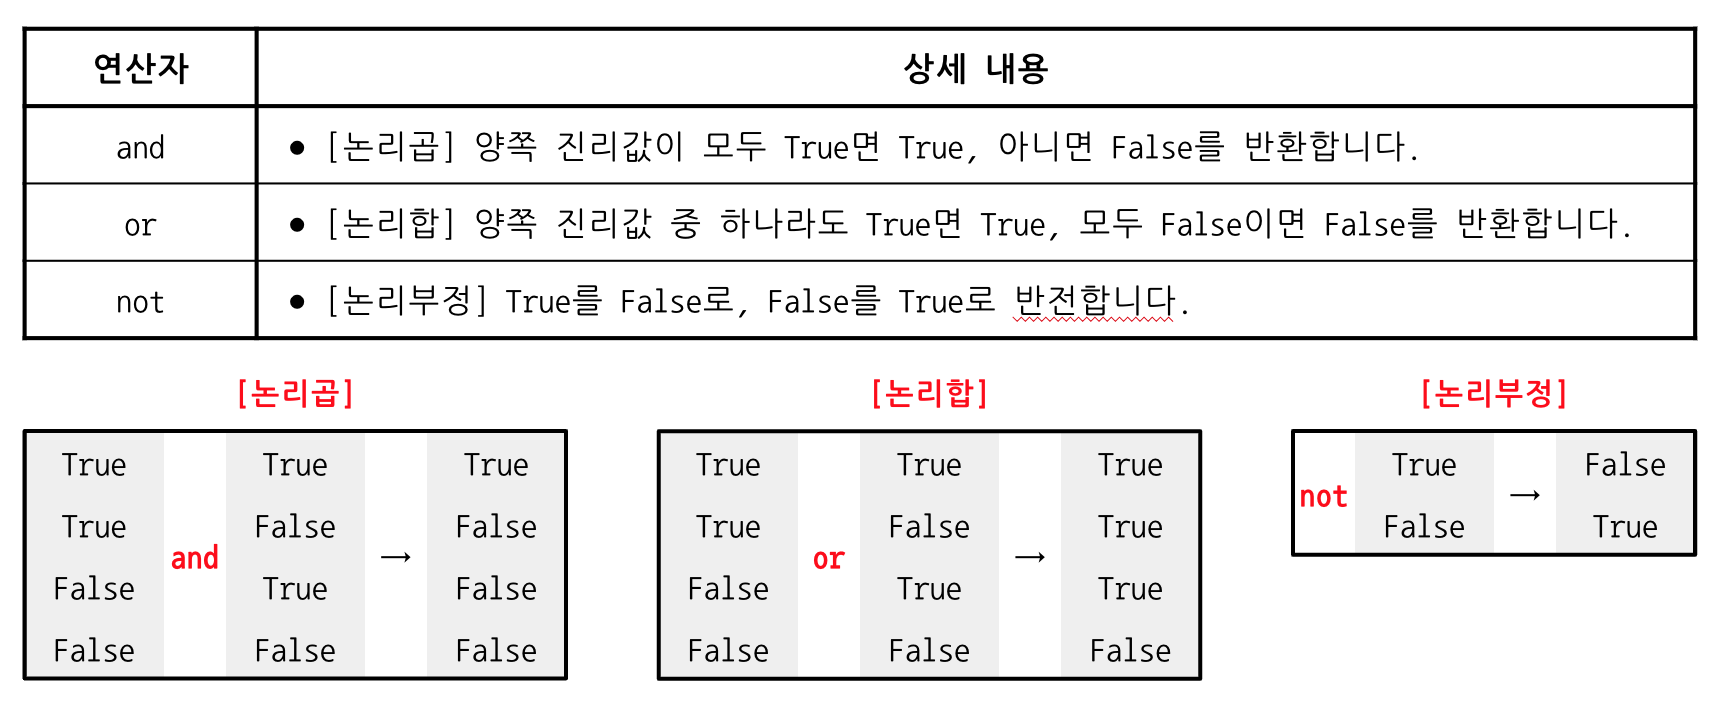 연산자 상세 내용
and ● [논리곱] 양쪽 진리값이 모두 True면 True, 아니면 False를 반환합니다.
or ● [논리합] 양쪽 진리값 중 하나라도 True면 True, 모두 False이면 False를 반환합니다.
not ● [논리부정] True를 False로, False를 True로 반전합니다.
[논리곱]
True True True
True False False
and →
False True False
False False False
[논리합]
True True True
True False True
or →
False True True
False False False
[논리부정]
True False
not →
False True